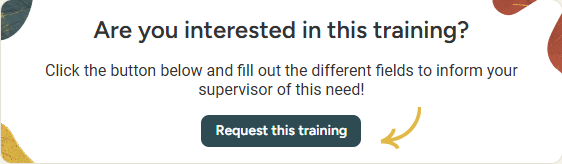 Are you interested in this training?
Click the button below and fill out the different fields to inform your
supervisor of this need!
Request this training